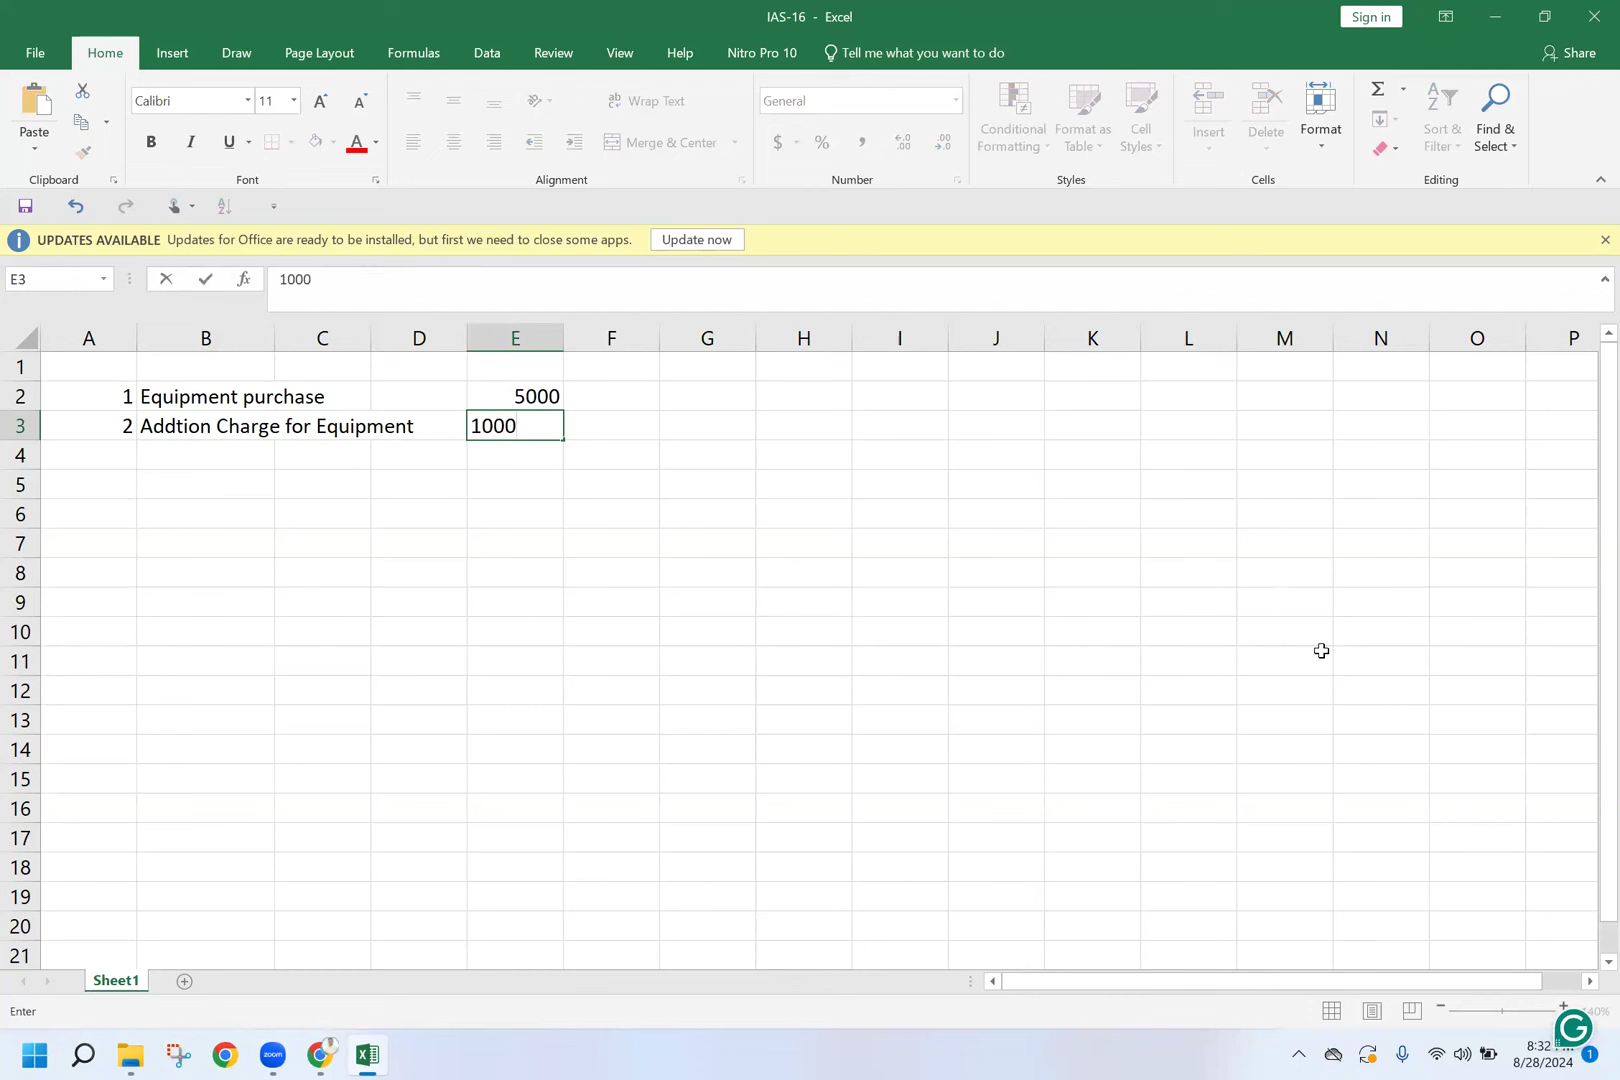 IAS-16 - Excel
Sign in
File Home Insert Draw Page Layout Formulas Data Review View Help Nitro Pro 10 Tell me what you want to do Share
Paste
Calibri 11
Wrap Text
Merge & Center
General
Conditional Formatting
Format as Table
Cell Styles
Insert
Delete
Format
Sort & Filter
Find & Select
Clipboard Font Alignment Number Styles Cells Editing
UPDATES AVAILABLE Updates for Office are ready to be installed, but first we need to close some apps. Update now
E3 fx 1000
A B C D E F G H I J K L M N O P
1
2 1 Equipment purchase 5000
3 2 Addtion Charge for Equipment 1000
4
5
6
7
8
9
10
11
12
13
14
15
16
17
18
19
20
21
Sheet1
Enter
zoom
8:32
8/28/2024
1